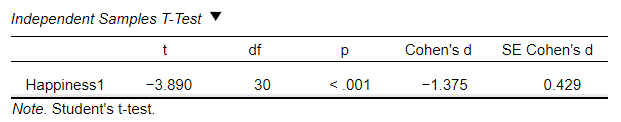 Independent Samples T-Test ▼
t df p Cohen's d SE Cohen's d
Happiness1 −3.890 30 < .001 −1.375 0.429
Note. Student's t-test.